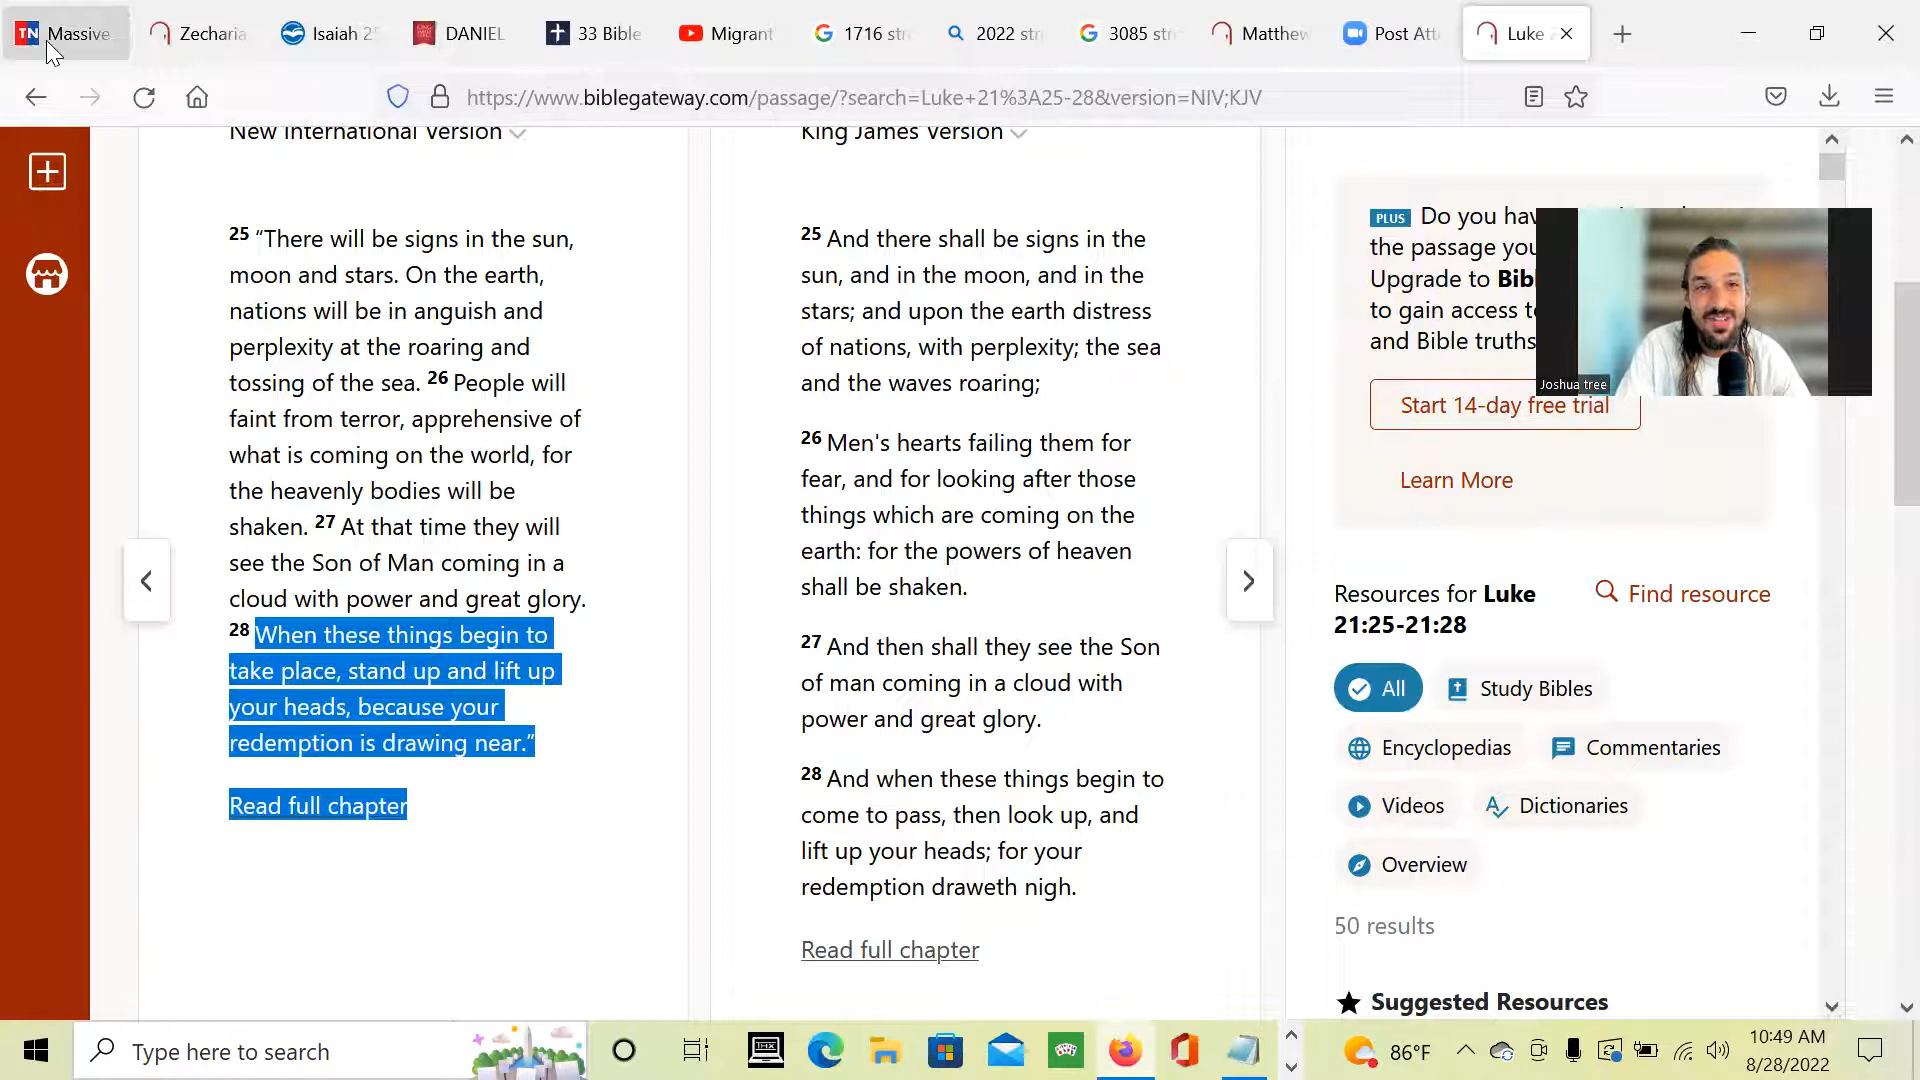 Massive
Zecharia
Isaiah 25
DANIEL
33 Bible
Migrant
1716 str
2022 str
3085 str
Matthew
Post Att
Luke
https://www.biblegateway.com/passage/?search=Luke+21%3A25-28&version=NIV;KJV
New International Version
25 “There will be signs in the sun,
moon and stars. On the earth,
nations will be in anguish and
perplexity at the roaring and
tossing of the sea. 26 People will
faint from terror, apprehensive of
what is coming on the world, for
the heavenly bodies will be
shaken. 27 At that time they will
see the Son of Man coming in a
cloud with power and great glory.
28 When these things begin to
take place, stand up and lift up
your heads, because your
redemption is drawing near.”
Read full chapter
King James Version
25 And there shall be signs in the
sun, and in the moon, and in the
stars; and upon the earth distress
of nations, with perplexity; the sea
and the waves roaring;
26 Men's hearts failing them for
fear, and for looking after those
things which are coming on the
earth: for the powers of heaven
shall be shaken.
27 And then shall they see the Son
of man coming in a cloud with
power and great glory.
28 And when these things begin to
come to pass, then look up, and
lift up your heads; for your
redemption draweth nigh.
Read full chapter
PLUS Do you hav
the passage you
Upgrade to Bib
to gain access t
and Bible truths
Joshua tree
Start 14-day free trial
Learn More
Resources for Luke
21:25-21:28
Find resource
All
Study Bibles
Encyclopedias
Commentaries
Videos
Dictionaries
Overview
50 results
Suggested Resources
Type here to search
86°F
10:49 AM
8/28/2022